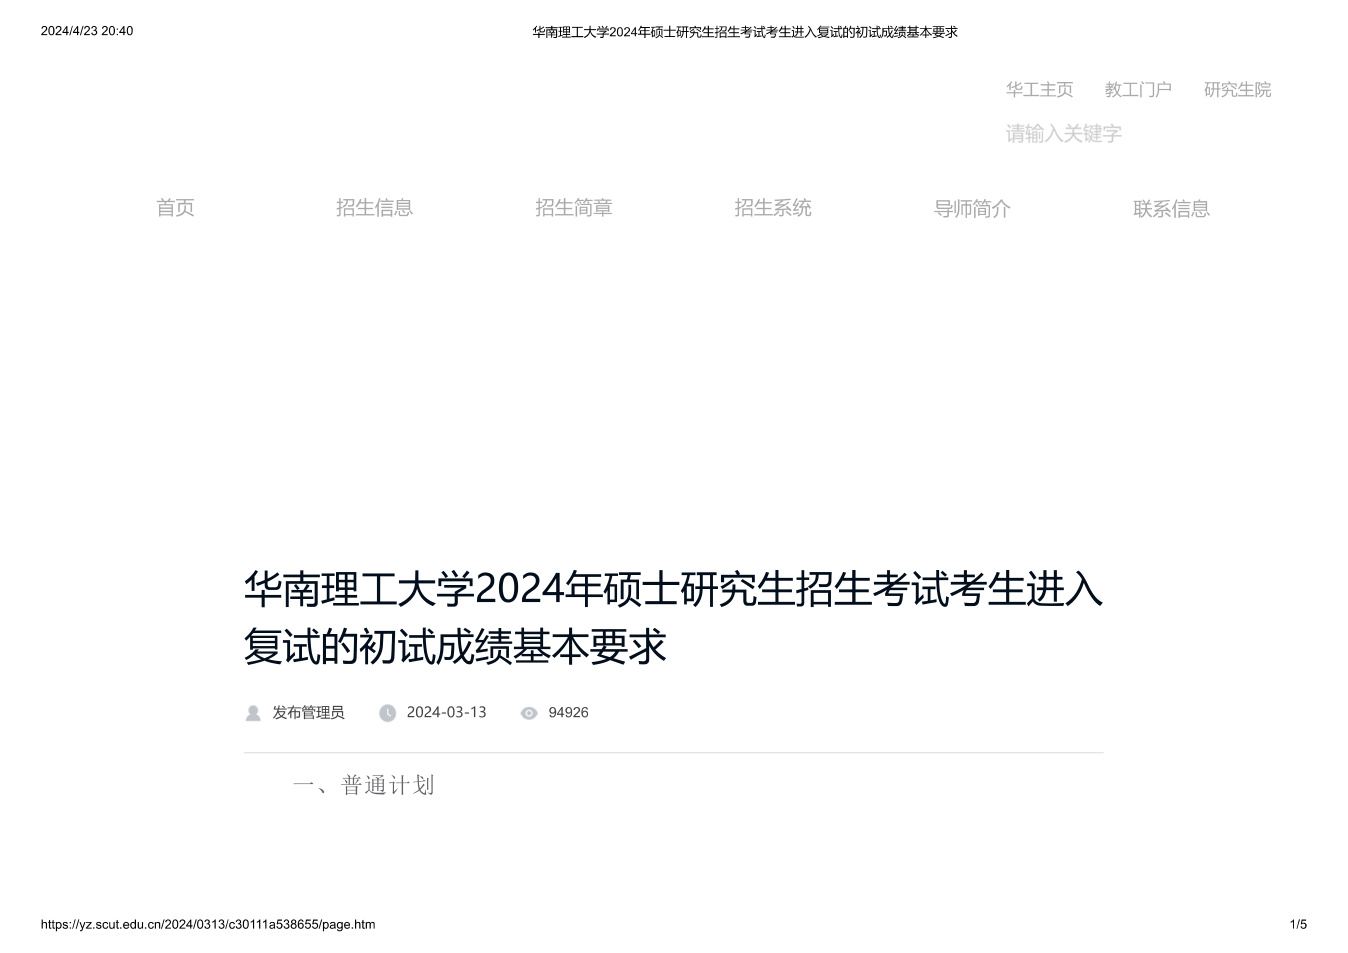 2024/4/23 20:40
华南理工大学2024年硕士研究生招生考试考生进入复试的初试成绩基本要求
华工主页 教工门户 研究生院
请输入关键字
首页 招生信息 招生简章 招生系统 导师简介 联系信息
华南理工大学2024年硕士研究生招生考试考生进入
复试的初试成绩基本要求
发布管理员 2024-03-13 94926
一、普通计划
https://yz.scut.edu.cn/2024/0313/c30111a538655/page.htm
1/5